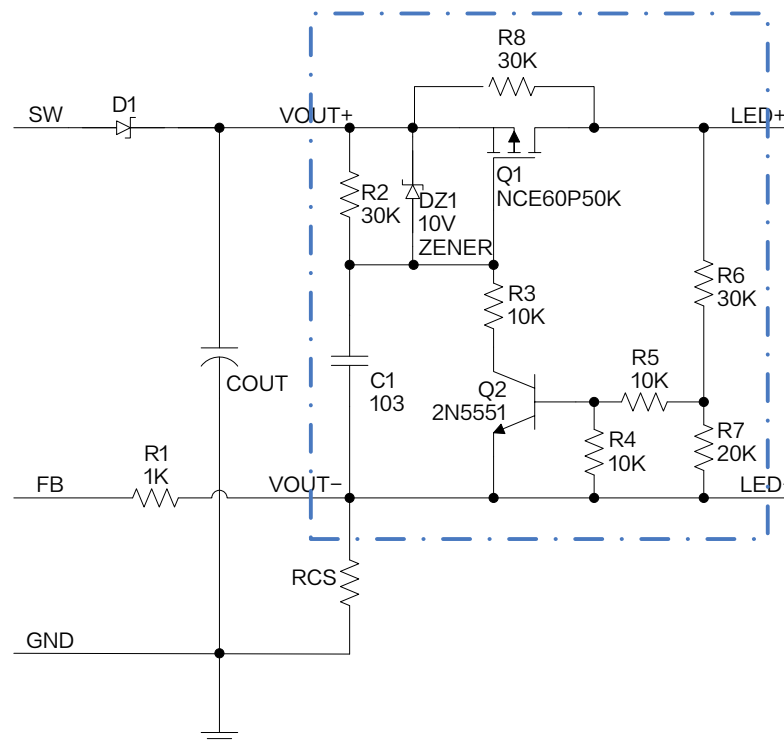 R8
30K
SW
D1
VOUT+
LED+
R2
30K
DZ1
10V
ZENER
Q1
NCE60P50K
R3
10K
R6
30K
COUT
C1
103
Q2
2N5551
R5
10K
R4
10K
R7
20K
R1
1K
FB
VOUT−
LED-
RCS
GND